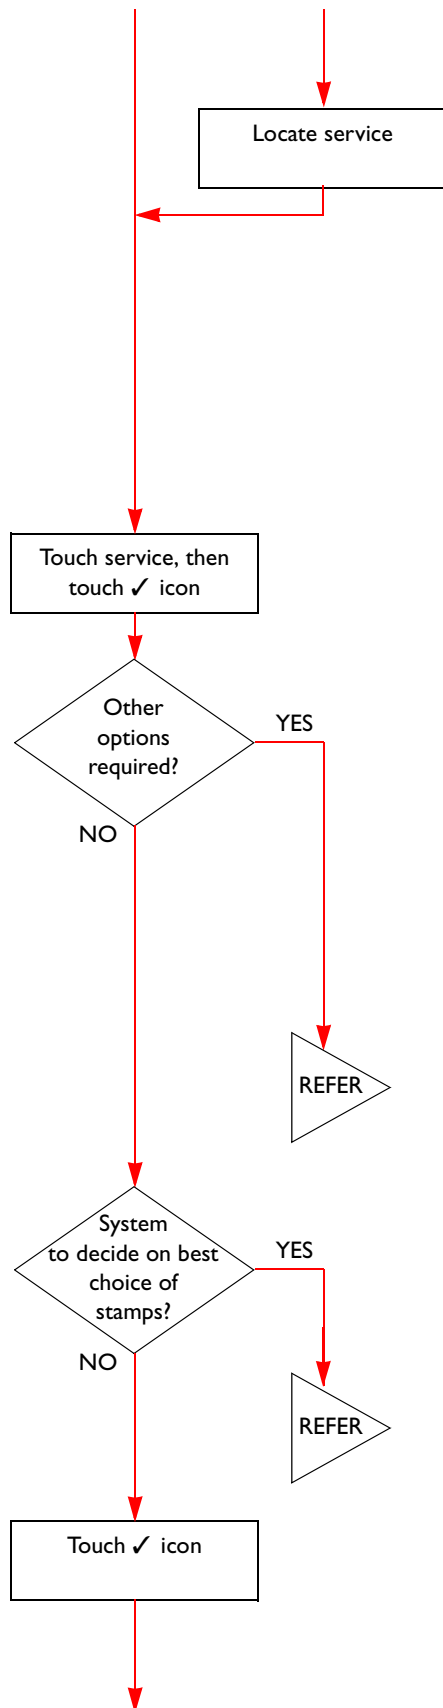 Locate service
Touch service, then
touch ✓ icon
Other
options
required?
YES
NO
REFER
System
to decide on best
choice of
stamps?
YES
NO
REFER
Touch ✓ icon